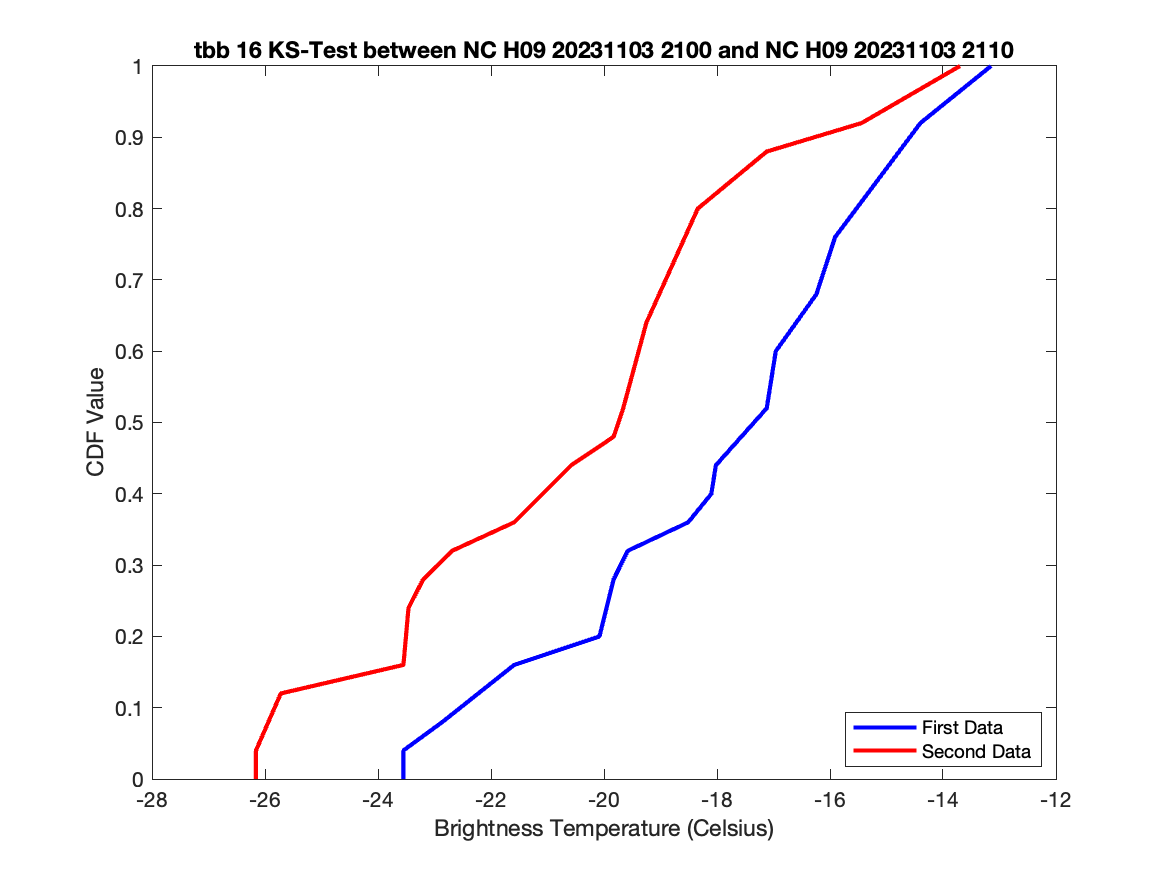 tbb 16 KS-Test between NC H09 20231103 2100 and NC H09 20231103 2110
1
0.9
0.8
0.7
0.6
0.5
0.4
0.3
0.2
0.1
0
CDF Value
First Data
Second Data
-28 -26 -24 -22 -20 -18 -16 -14 -12
Brightness Temperature (Celsius)